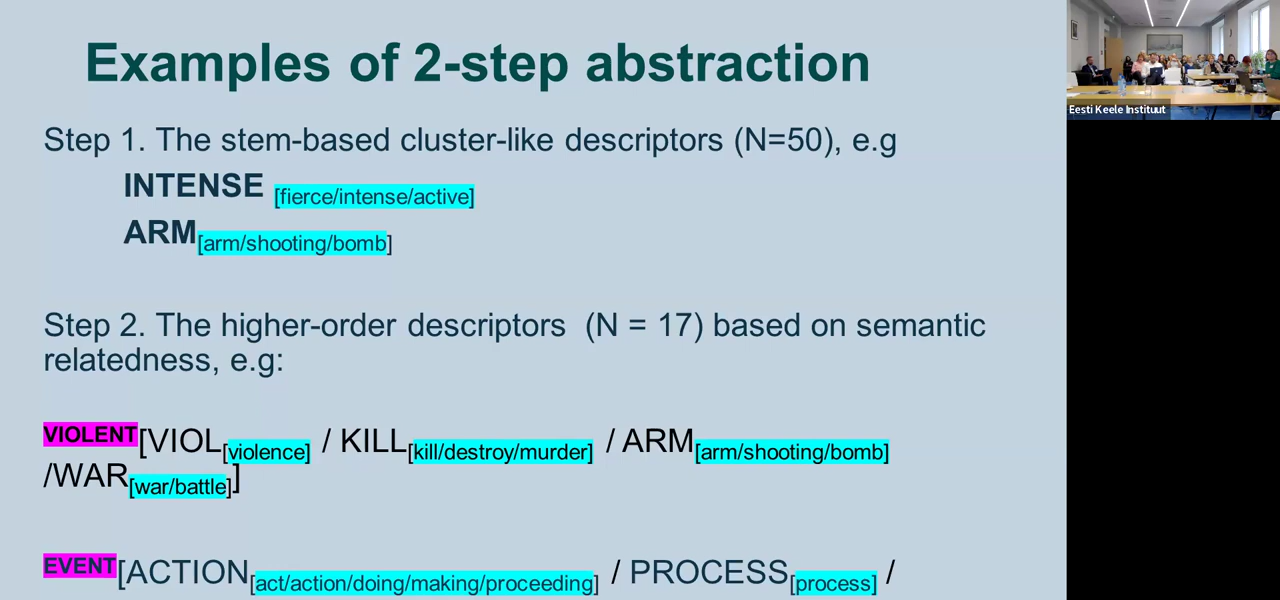 Examples of 2-step abstraction
Eesti Keele Instituut
Step 1. The stem-based cluster-like descriptors (N=50), e.g
INTENSE [fierce/intense/active]
ARM[arm/shooting/bomb]
Step 2. The higher-order descriptors (N = 17) based on semantic
relatedness, e.g:
VIOLENT[VIOL[violence] / KILL[kill/destroy/murder] / ARM[arm/shooting/bomb]
/WAR[war/battle]]
EVENT[ACTION[act/action/doing/making/proceeding] / PROCESS[process] /